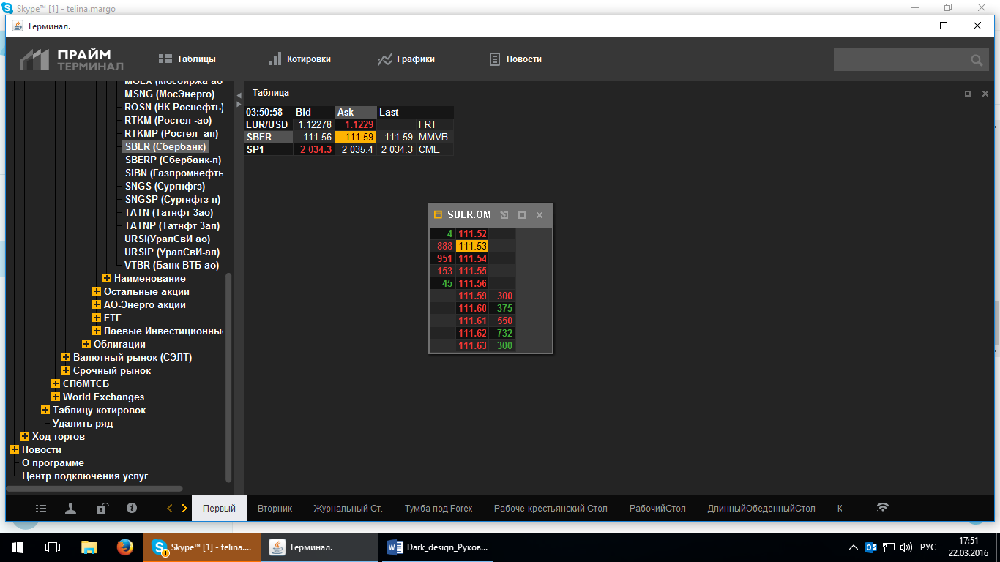 Skype™ [1] - telina.margo
Терминал.
ПРАЙМ
ТЕРМИНАЛ
Таблицы
Котировки
Графики
Новости
MOEX (Мосбиржа ао
MSNG (МосЭнерго)
ROSN (НК Роснефть)
RTKM (Ростел -ао)
RTKMP (Ростел -ап)
SBER (Сбербанк)
SBERP (Сбербанк-п)
SIBN (Газпромнефть
SNGS (Сургнфгз)
SNGSP (Сургнфгз-п)
TATN (Татнфт 3ао)
TATNP (Татнфт 3ап)
URSI(УралСвИ ао)
URSIP (УралСвИ-ап)
VTBR (Банк ВТБ ао)
Наименование
Остальные акции
АО-Энерго акции
ETF
Паевые Инвестиционны
Облигации
Валютный рынок (СЭЛТ)
Срочный рынок
СПбМТСБ
World Exchanges
Таблицу котировок
Удалить ряд
Ход торгов
Новости
О программе
Центр подключения услуг
Таблица
03:50:58 Bid Ask Last
EUR/USD 1.12278 1.1229 FRT
SBER 111.56 111.59 111.59 MMVB
SP1 2 034.3 2 035.4 2 034.3 CME
SBER.OM
4 111.52
888 111.53
951 111.54
153 111.55
45 111.56
111.59 300
111.60 375
111.61 550
111.62 732
111.63 300
Первый
Вторник
Журнальный Ст.
Тумба под Forex
Рабоче-крестьянский Стол
РабочийСтол
ДлинныйОбеденныйСтол
К
1
Skype™ [1] - telina....
1
Терминал.
Dark_design_Руков...
РУС
17:51
22.03.2016